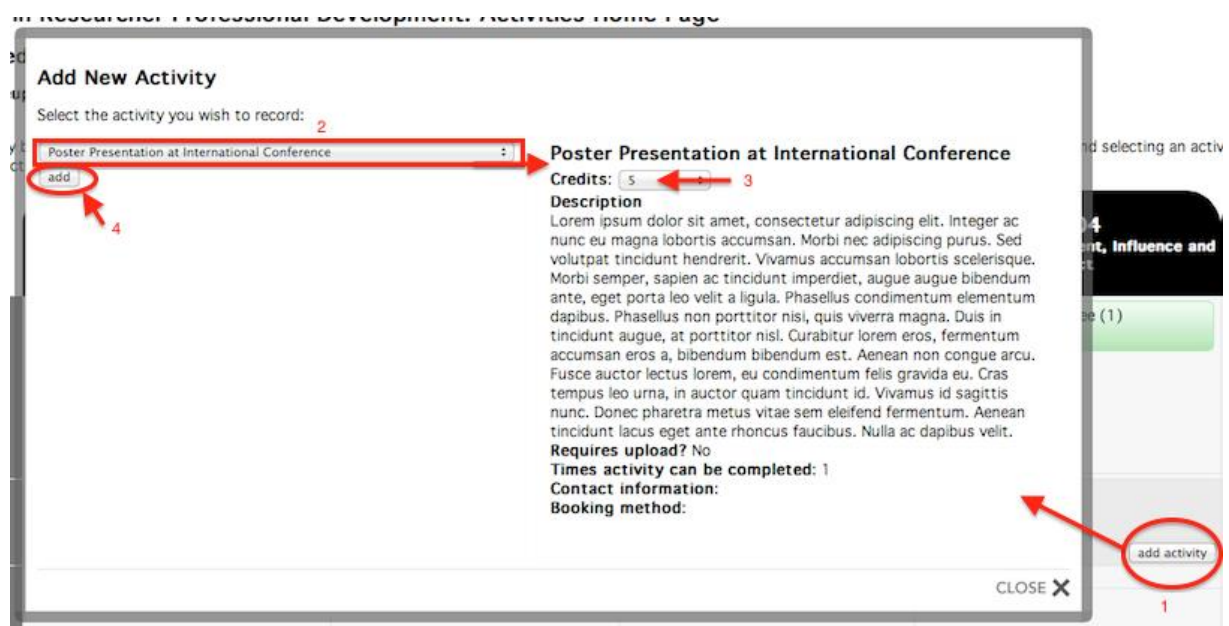 in Researcher Professional Development: Activities Home Page
Add New Activity
Select the activity you wish to record:
2
Poster Presentation at International Conference
add
4
Poster Presentation at International Conference
Credits: 5
3
Description
Lorem ipsum dolor sit amet, consectetur adipiscing elit. Integer ac
nunc eu magna lobortis accumsan. Morbi nec adipiscing purus. Sed
volutpat tincidunt hendrerit. Vivamus accumsan lobortis scelerisque.
Morbi semper, sapien ac tincidunt imperdiet, augue augue bibendum
ante, eget porta leo velit a ligula. Phasellus condimentum elementum
dapibus. Phasellus non porttitor nisi, quis viverra magna. Duis in
tincidunt augue, at porttitor nisl. Curabitur lorem eros, fermentum
accumsan eros a, bibendum bibendum est. Aenean non congue arcu.
Fusce auctor lectus lorem, eu condimentum felis gravida eu. Cras
tempus leo urna, in auctor quam tincidunt id. Vivamus id sagittis
nunc. Donec pharetra metus vitae sem eleifend fermentum. Aenean
tincidunt lacus eget ante rhoncus faucibus. Nulla ac dapibus velit.
Requires upload? No
Times activity can be completed: 1
Contact information:
Booking method:
CLOSE X
nd selecting an activ
04
ent, Influence and
ct
ee (1)
add activity
1